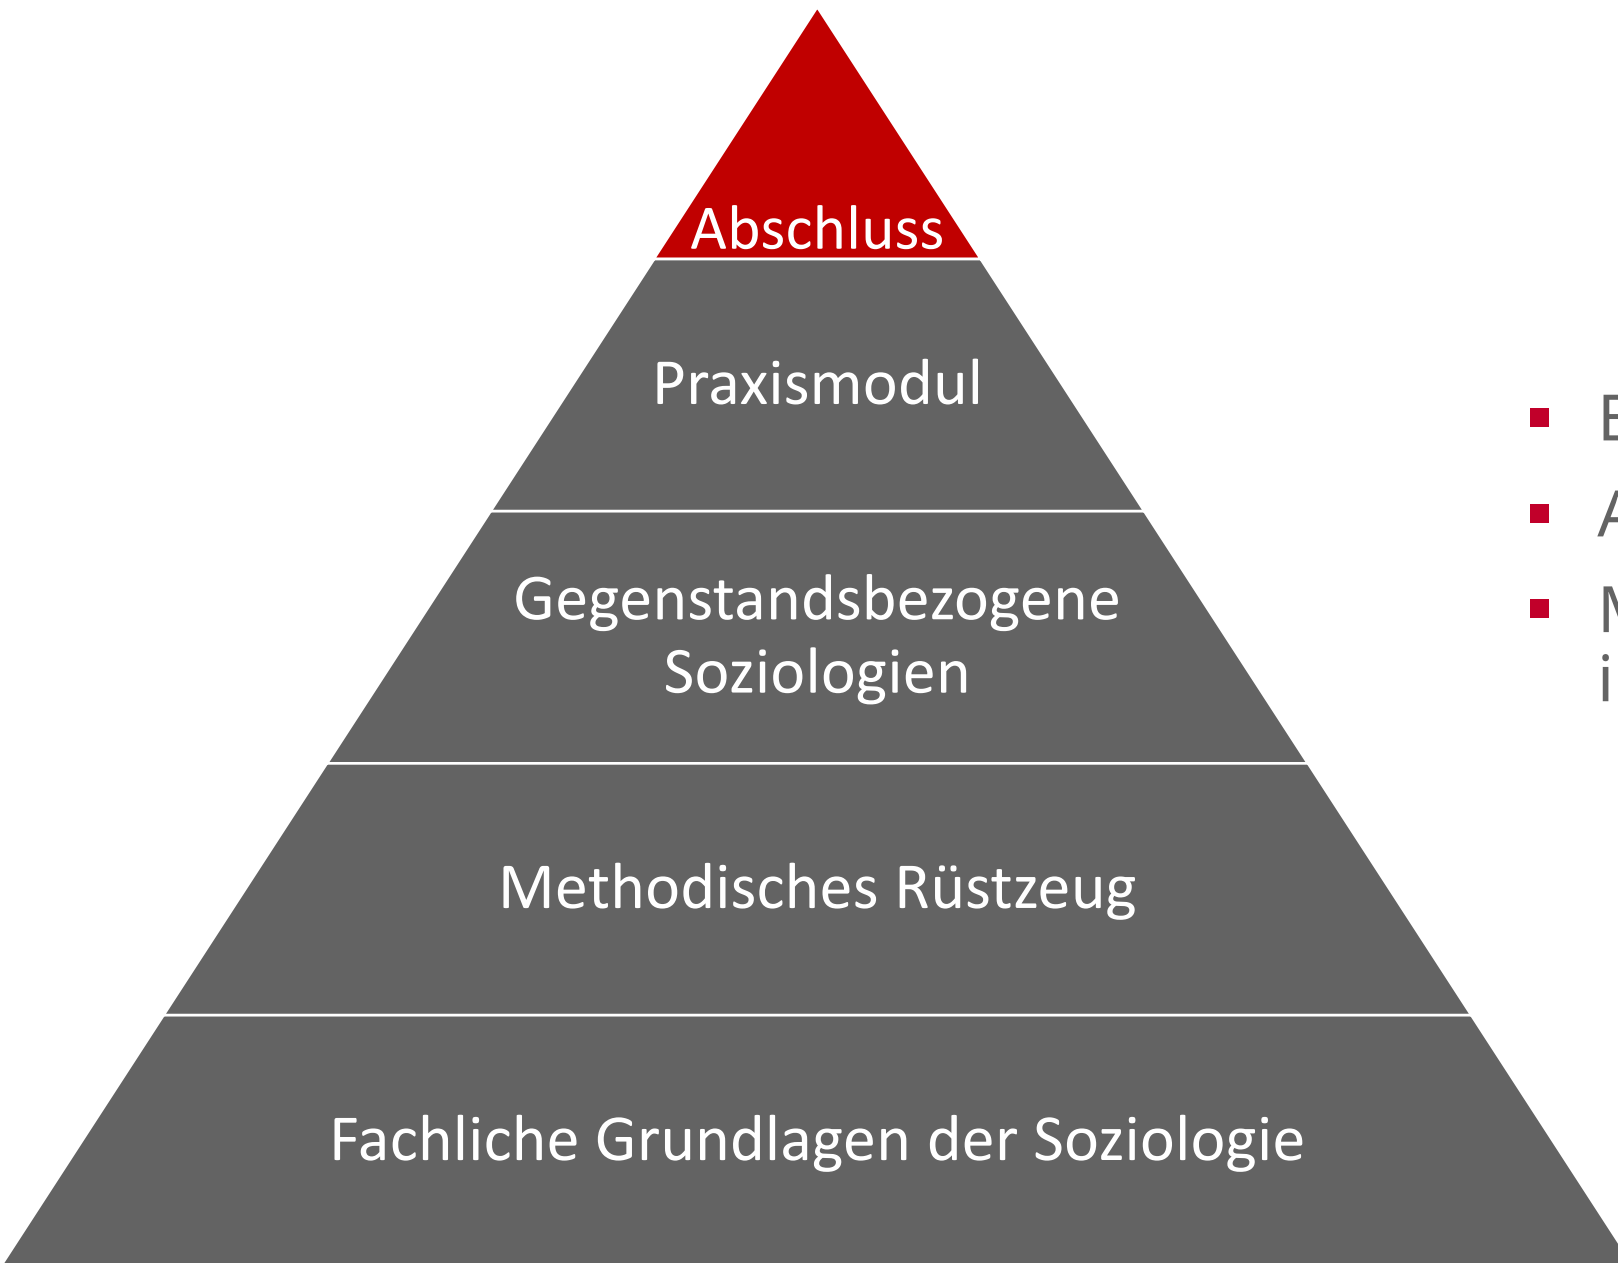 Abschluss
Praxismodul
Gegenstandsbezogene
Soziologien
Methodisches Rüstzeug
Fachliche Grundlagen der Soziologie